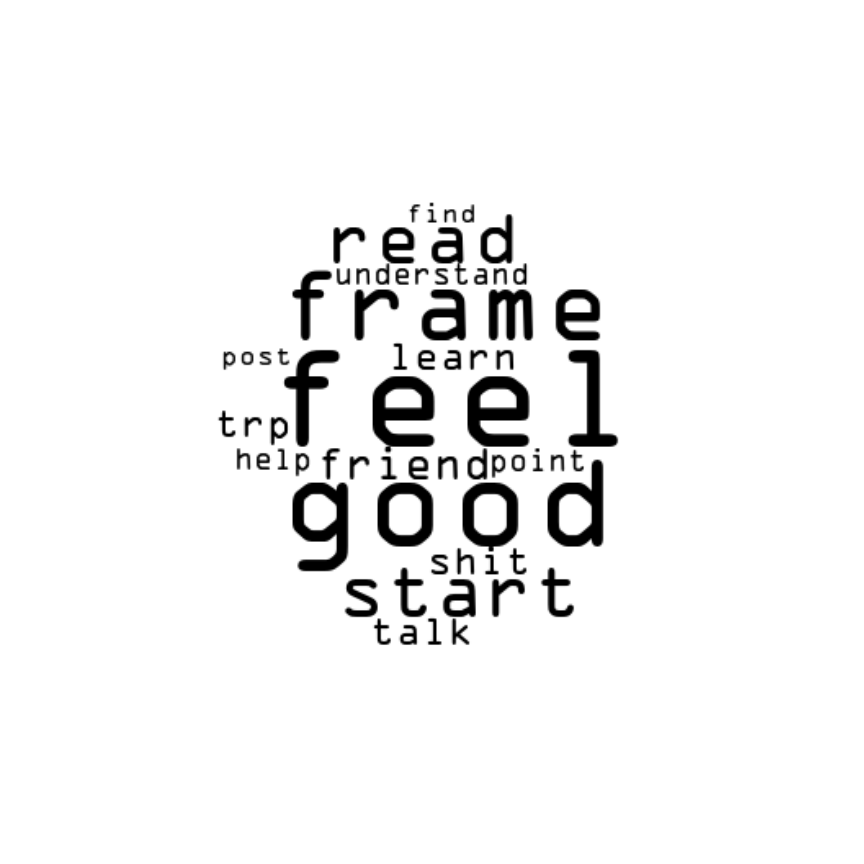 find
read
understand
frame
post learn
feel
trp
help friend point
good
shit
start
talk